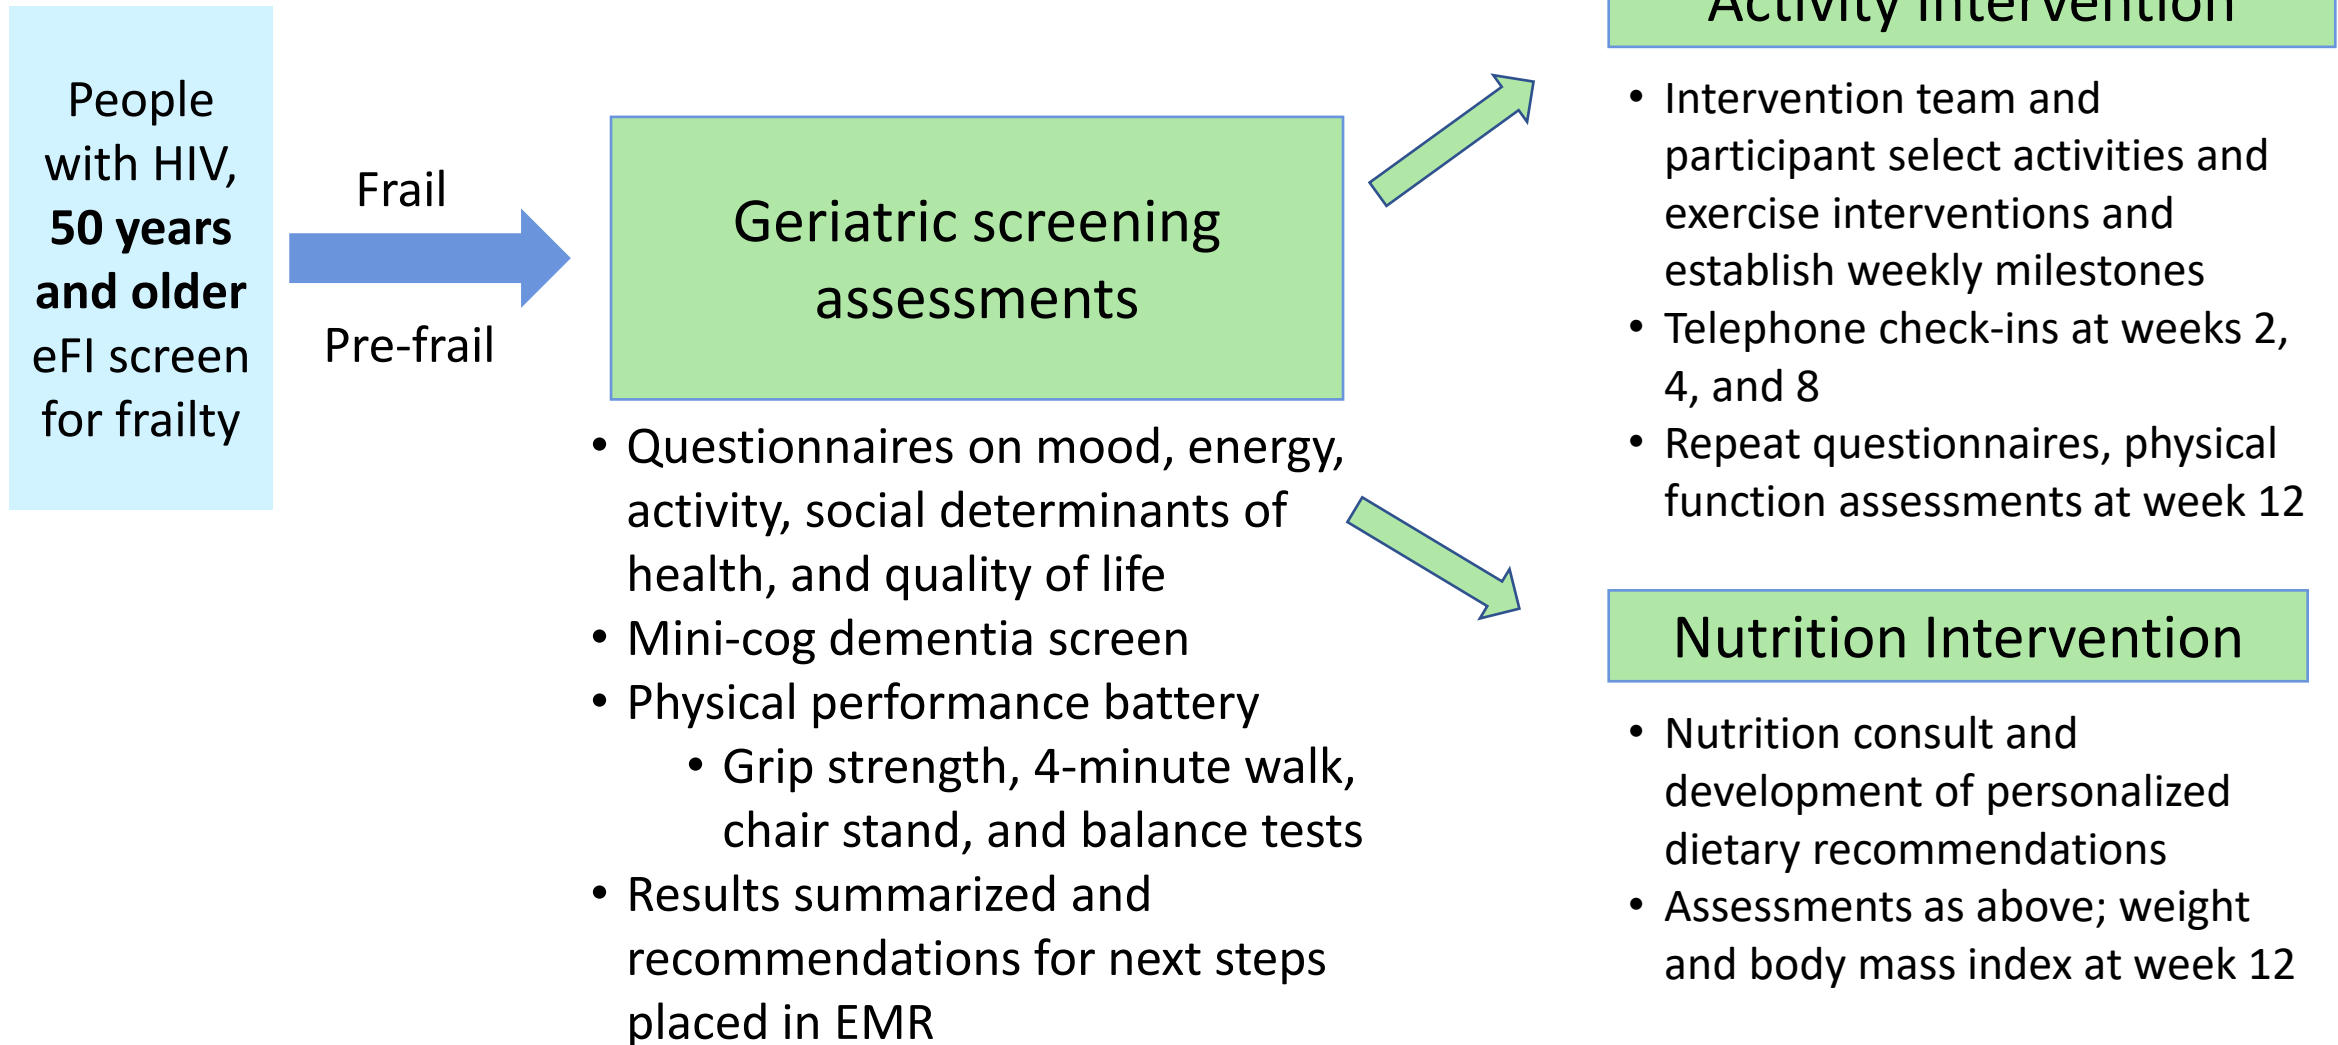 People
with HIV,
50 years
and older
eFI screen
for frailty
Frail
Pre-frail
Geriatric screening
assessments
• Questionnaires on mood, energy,
activity, social determinants of
health, and quality of life
• Mini-cog dementia screen
• Physical performance battery
• Grip strength, 4-minute walk,
chair stand, and balance tests
• Results summarized and
recommendations for next steps
placed in EMR
Activity Intervention
• Intervention team and
participant select activities and
exercise interventions and
establish weekly milestones
• Telephone check-ins at weeks 2,
4, and 8
• Repeat questionnaires, physical
function assessments at week 12
Nutrition Intervention
• Nutrition consult and
development of personalized
dietary recommendations
• Assessments as above; weight
and body mass index at week 12